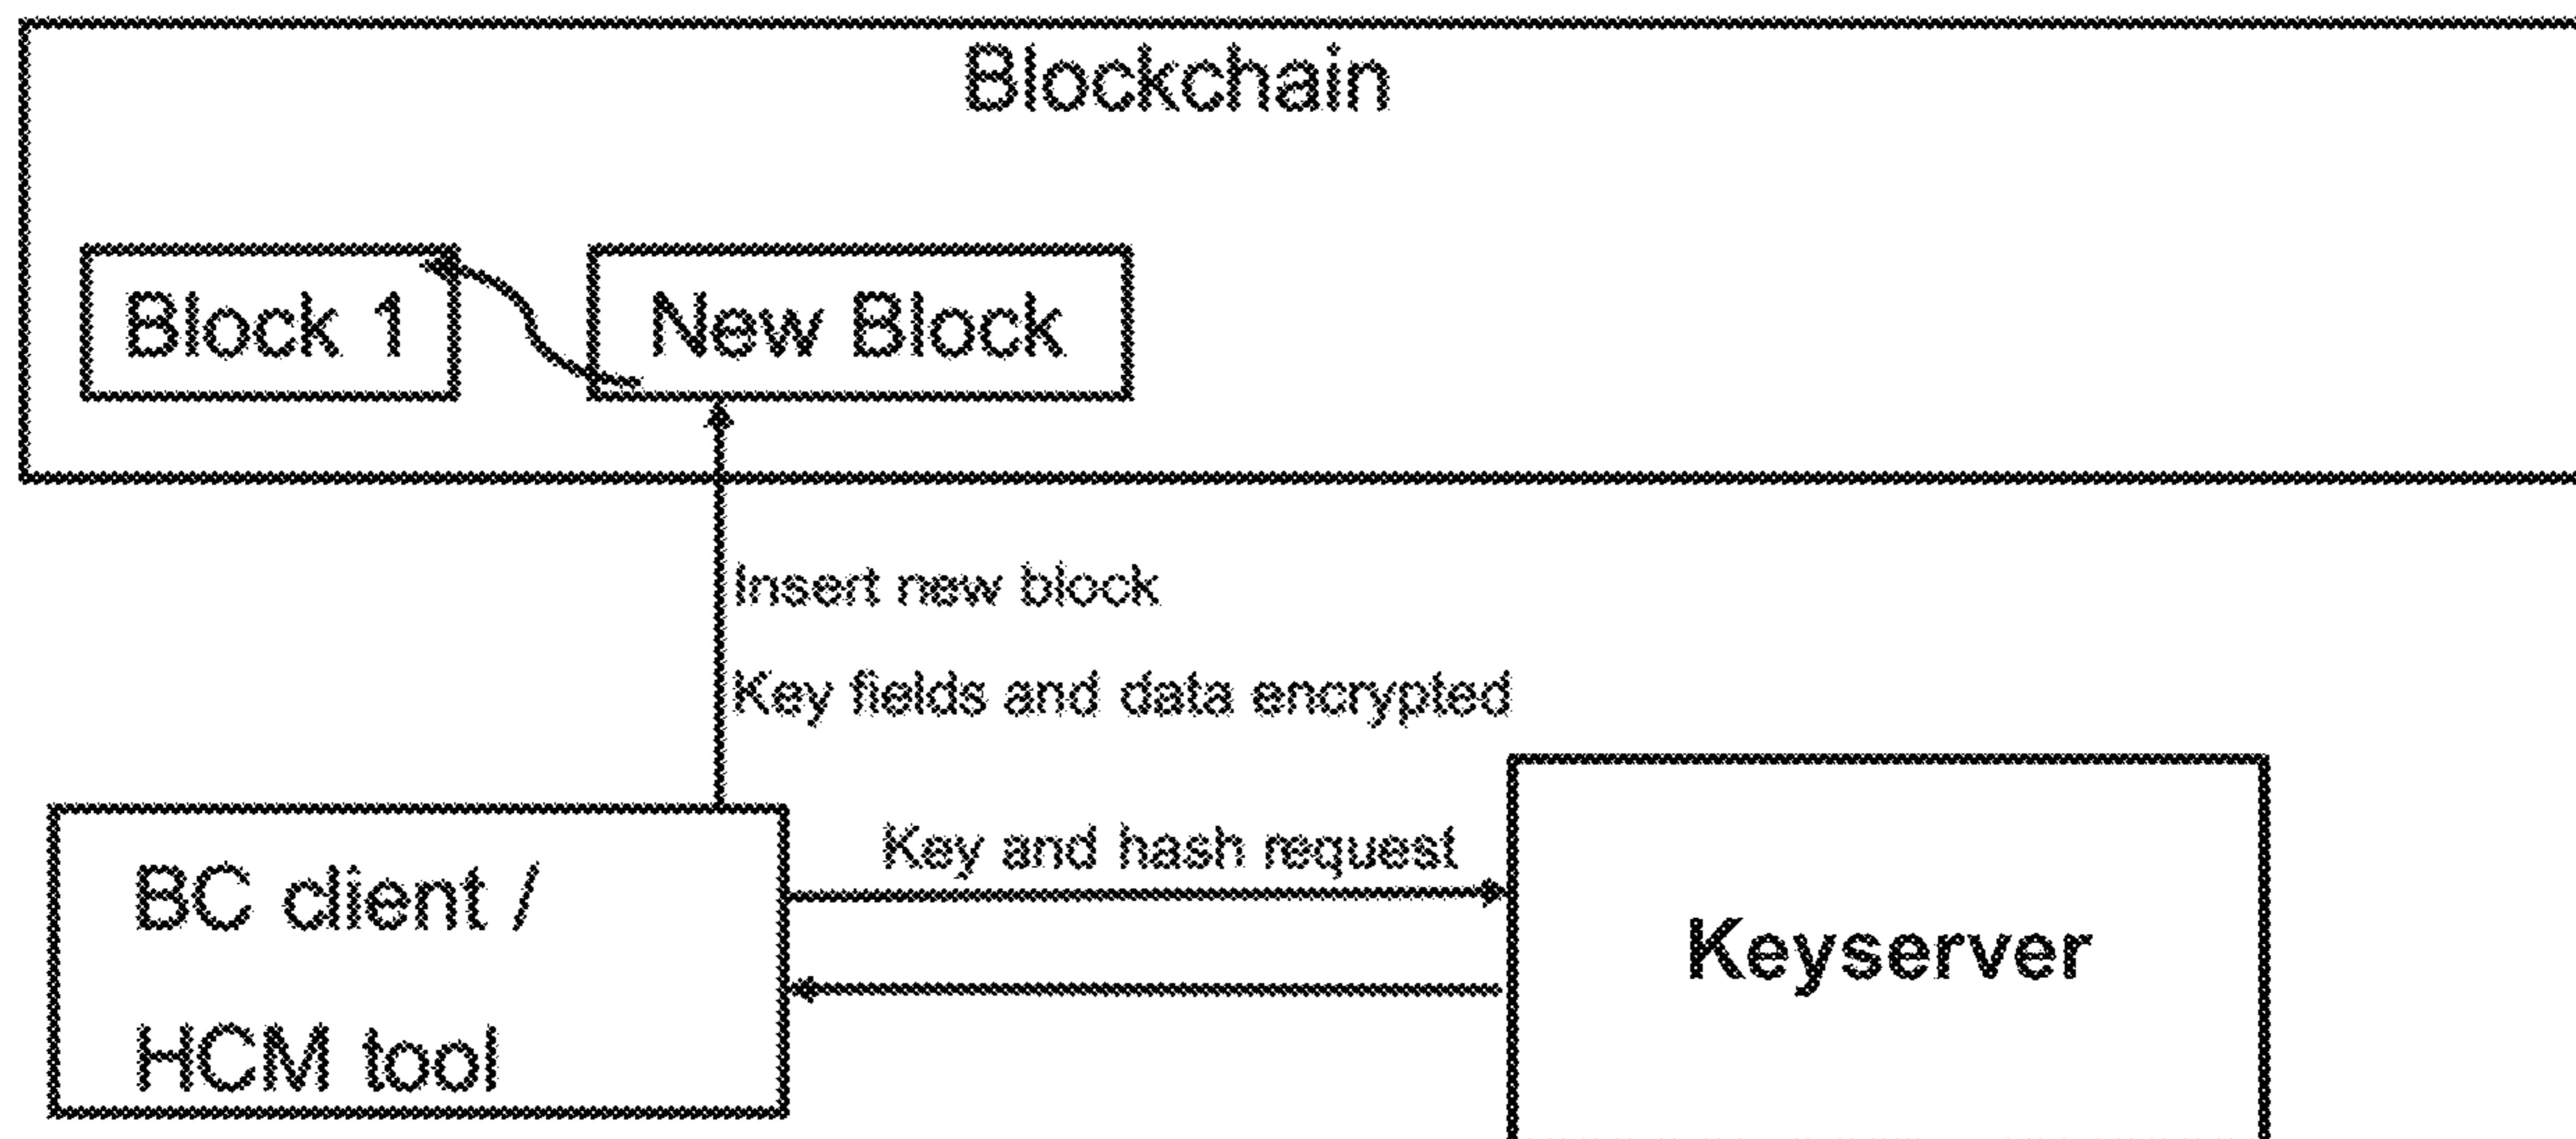 Blockchain
Block 1
New Block
Insert new block
Key fields and data encrypted
Key and hash request
BC client /
HCM tool
Keyserver